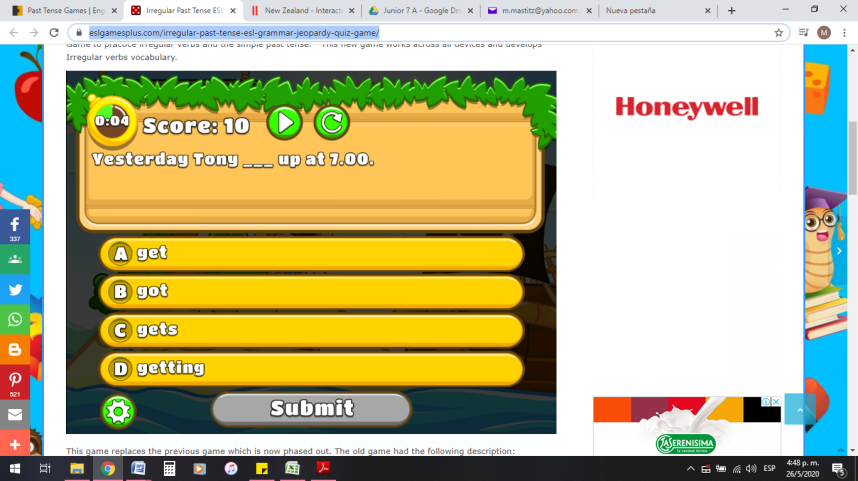 Past Tense Games | Eng
Irregular Past Tense ESL
New Zealand - Interacti
Junior 7 A - Google Dri
m.mastitz@yahoo.com
Nueva pestaña
eslgamesplus.com/irregular-past-tense-esl-grammar-jeopardy-quiz-game/
M
Game to practice irregular verbs and the simple past tense. This new game works across all devices and develops
Irregular verbs vocabulary.
0:04
Score: 10
Yesterday Tony ___ up at 7.00.
A get
B got
C gets
D getting
Submit
337
521
Honeywell
LASERENISIMA
This game replaces the previous game which is now phased out. The old game had the following description:
ESP
4:48 p. m.
26/5/2020
5